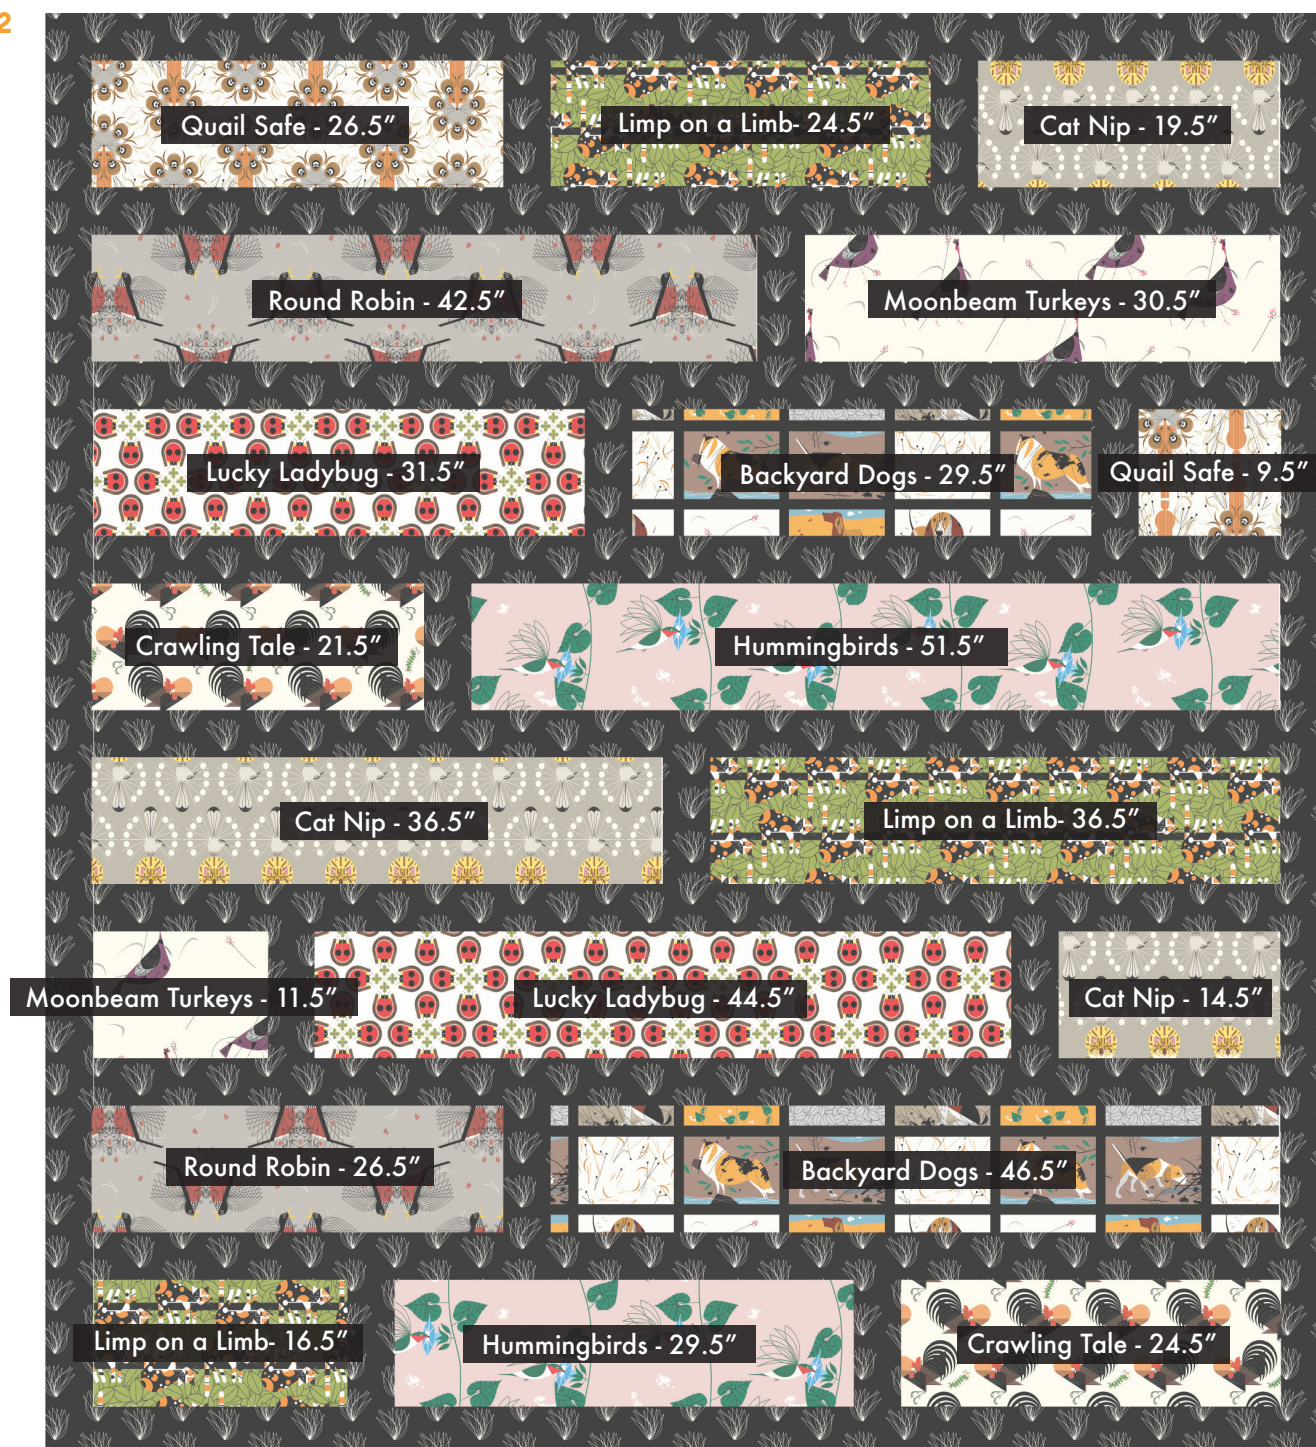 2
Quail Safe - 26.5”
Limp on a Limb- 24.5”
Cat Nip - 19.5”
Round Robin - 42.5”
Moonbeam Turkeys - 30.5”
Lucky Ladybug - 31.5”
Backyard Dogs - 29.5”
Quail Safe - 9.5”
Crawling Tale - 21.5”
Hummingbirds - 51.5”
Cat Nip - 36.5”
Limp on a Limb- 36.5”
Moonbeam Turkeys - 11.5”
Lucky Ladybug - 44.5”
Cat Nip - 14.5”
Round Robin - 26.5”
Backyard Dogs - 46.5”
Limp on a Limb- 16.5”
Hummingbirds - 29.5”
Crawling Tale - 24.5”